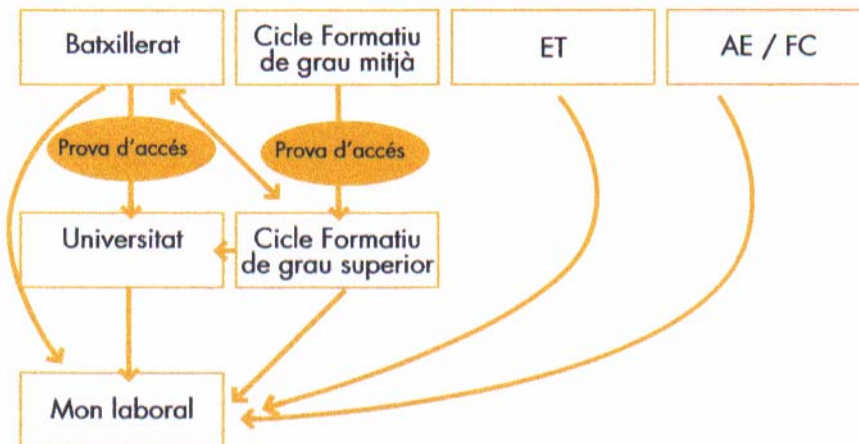 Batxillerat
Cicle Formatiu
de grau mitjà
ET
AE / FC
Prova d'accés
Prova d'accés
Universitat
Cicle Formatiu
de grau superior
Mon laboral